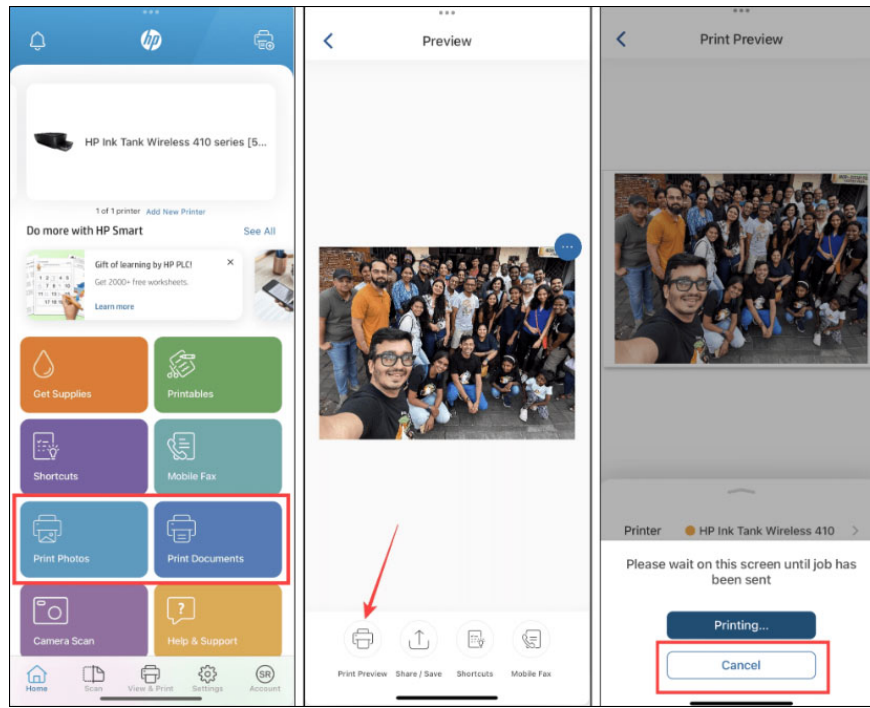 hp
HP Ink Tank Wireless 410 series [5...
1 of 1 printer Add New Printer
Do more with HP Smart
See All
Gift of learning by HP PLC!
×
Get 2000+ free worksheets.
Learn more
Get Supplies
Printables
Shortcuts
Mobile Fax
Print Photos
Print Documents
Camera Scan
Help & Support
Home
Scan
View & Print
Settings
SR
Account
Preview
Print Preview
Share / Save
Shortcuts
Mobile Fax
Print Preview
Printer
HP Ink Tank Wireless 410
Please wait on this screen until job has
been sent
Printing...
Cancel